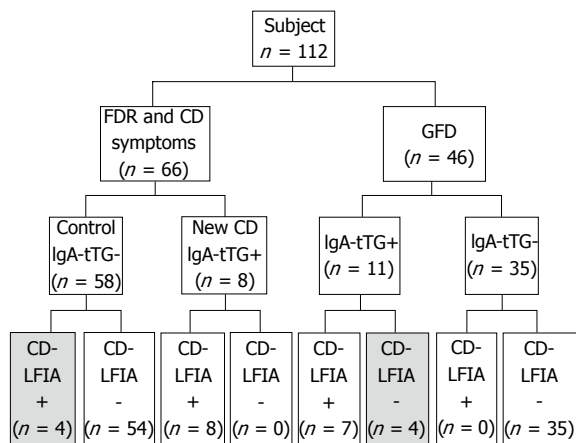 Subject
n = 112
FDR and CD
symptoms
(n = 66)
GFD
(n = 46)
Control
IgA-tTG-
(n = 58)
New CD
IgA-tTG+
(n = 8)
IgA-tTG+
(n = 11)
IgA-tTG-
(n = 35)
CD-
LFIA
+
(n = 4)
CD-
LFIA
-
(n = 54)
CD-
LFIA
+
(n = 8)
CD-
LFIA
-
(n = 0)
CD-
LFIA
+
(n = 7)
CD-
LFIA
-
(n = 4)
CD-
LFIA
+
(n = 0)
CD-
LFIA
-
(n = 35)